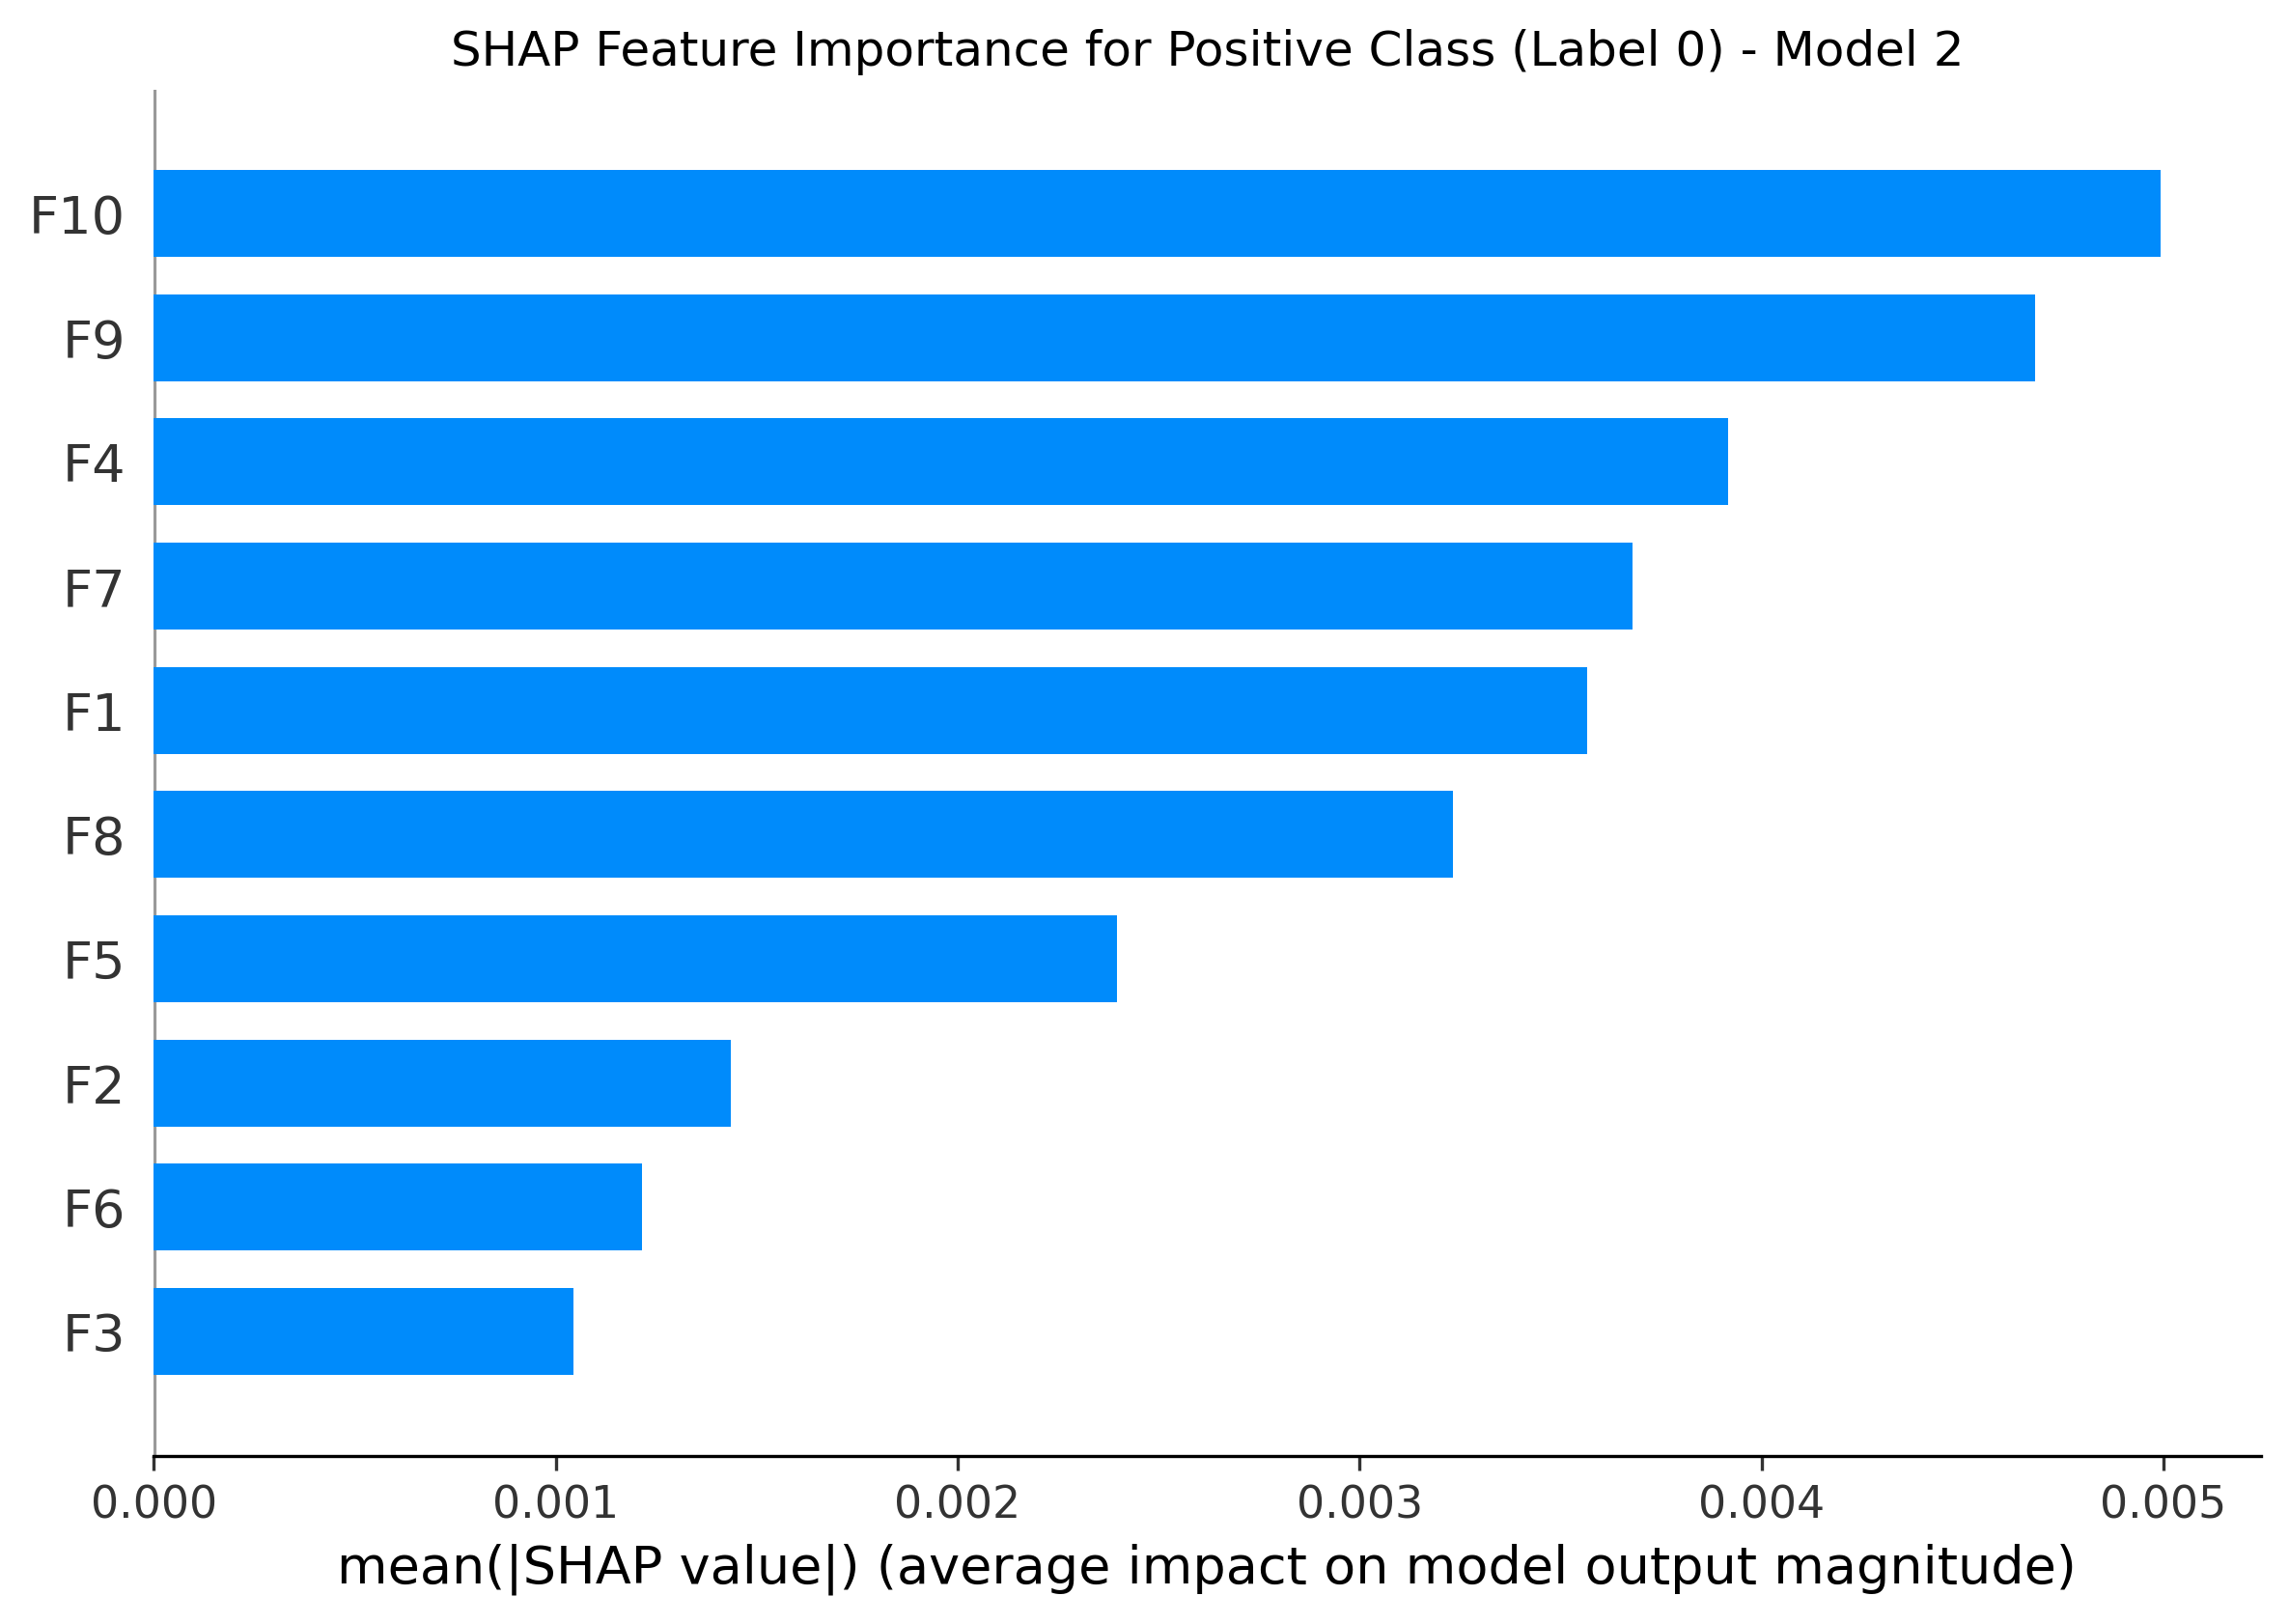 SHAP Feature Importance for Positive Class (Label 0) - Model 2
F10
F9
F4
F7
F1
F8
F5
F2
F6
F3
0.000 0.001 0.002 0.003 0.004 0.005
mean(|SHAP value|) (average impact on model output magnitude)